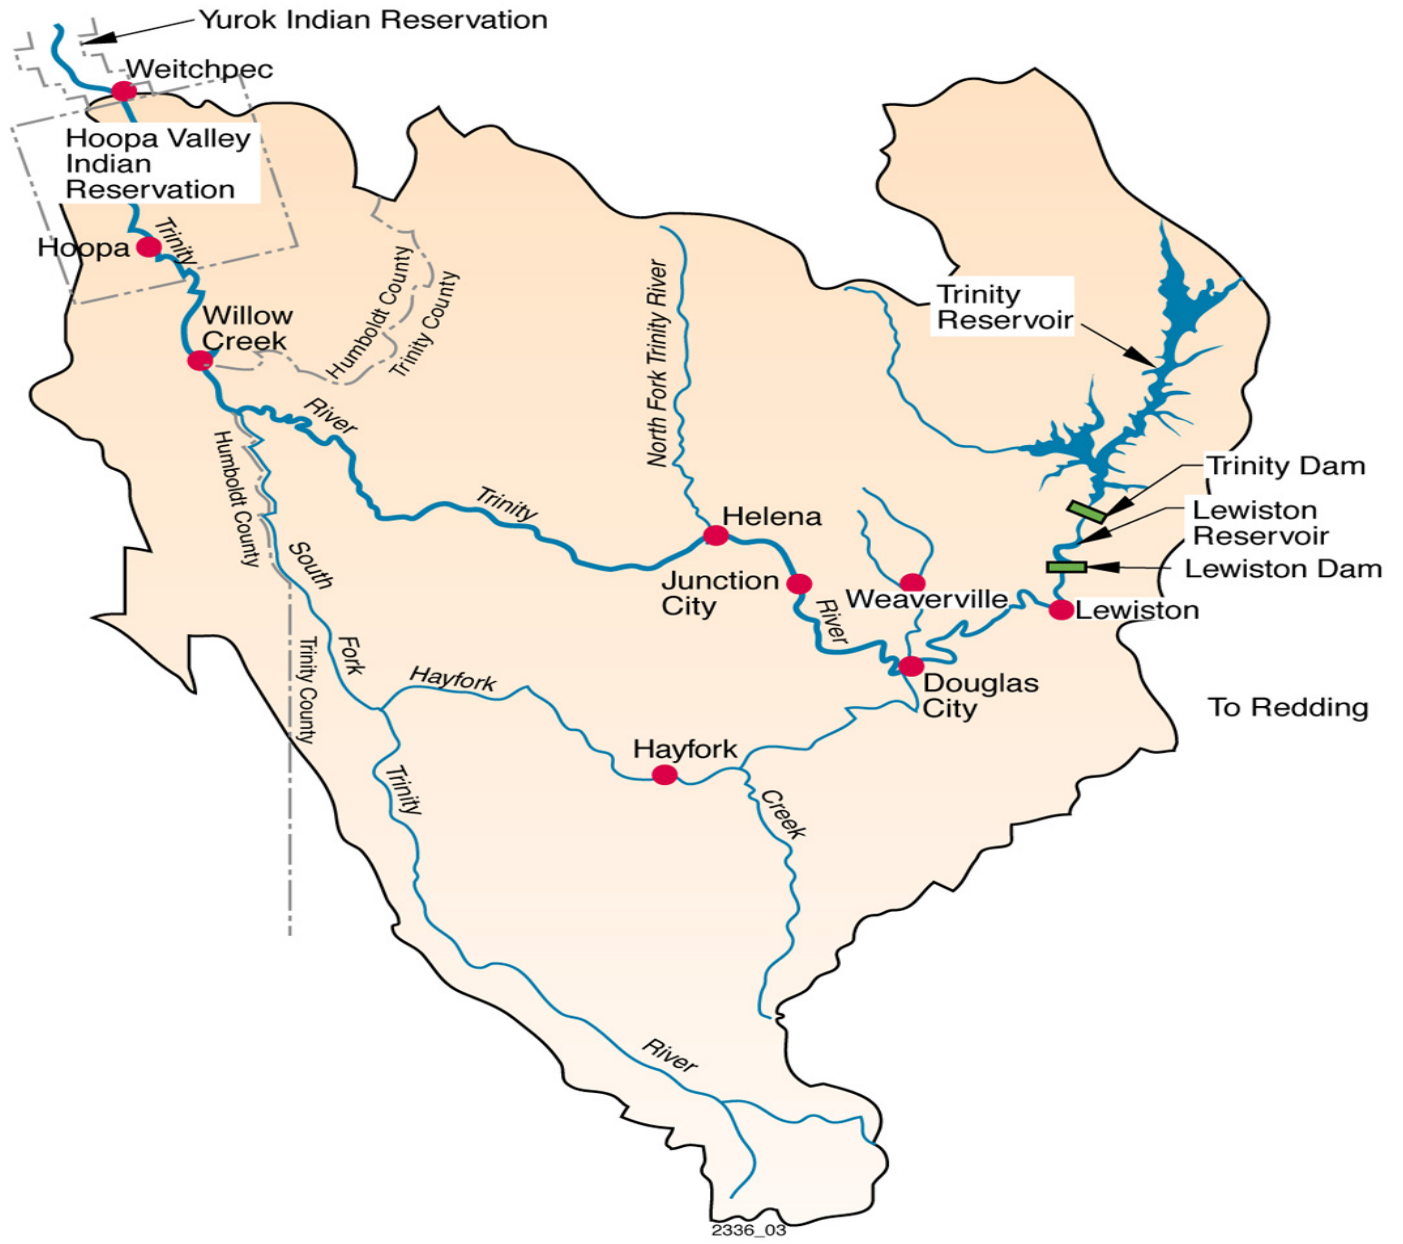 Yurok Indian Reservation
Weitchpec
Hoopa Valley
Indian
Reservation
Trinity
Hoopa
Willow
Creek
Humboldt County
Trinity County
River
North Fork Trinity River
Trinity
Reservoir
Trinity Dam
Lewiston
Reservoir
Lewiston Dam
Lewiston
Humboldt County
Trinity
Helena
Junction
City
River
Weaverville
South
Fork
Trinity County
Hayfork
Douglas
City
To Redding
Hayfork
Trinity
Creek
River
2336_03